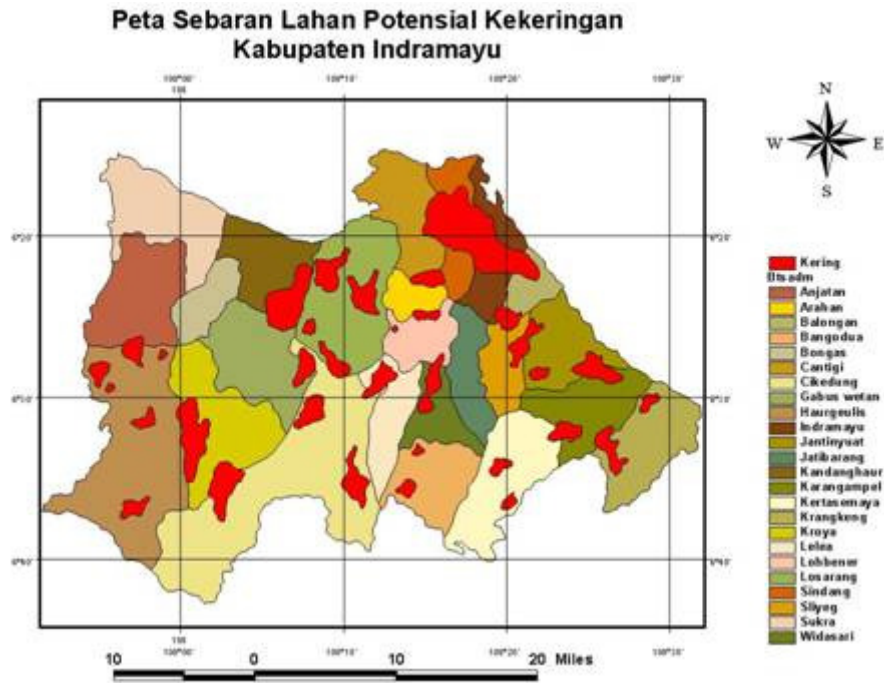 Peta Sebaran Lahan Potensial Kekeringan
Kabupaten Indramayu
N
W
E
S
Kering
Btsadm
Anjatan
Arahan
Balongan
Bangodua
Bongas
Cantigi
Cikedung
Gabus wetan
Haurgeulis
Indramayu
Jantinyuat
Jatibarang
Kandanghaur
Karangampel
Kertasemaya
Krangkeng
Kroya
Lelea
Lohbener
Losarang
Sindang
Sliyeg
Sukra
Widasari
10 0 10 20 Miles